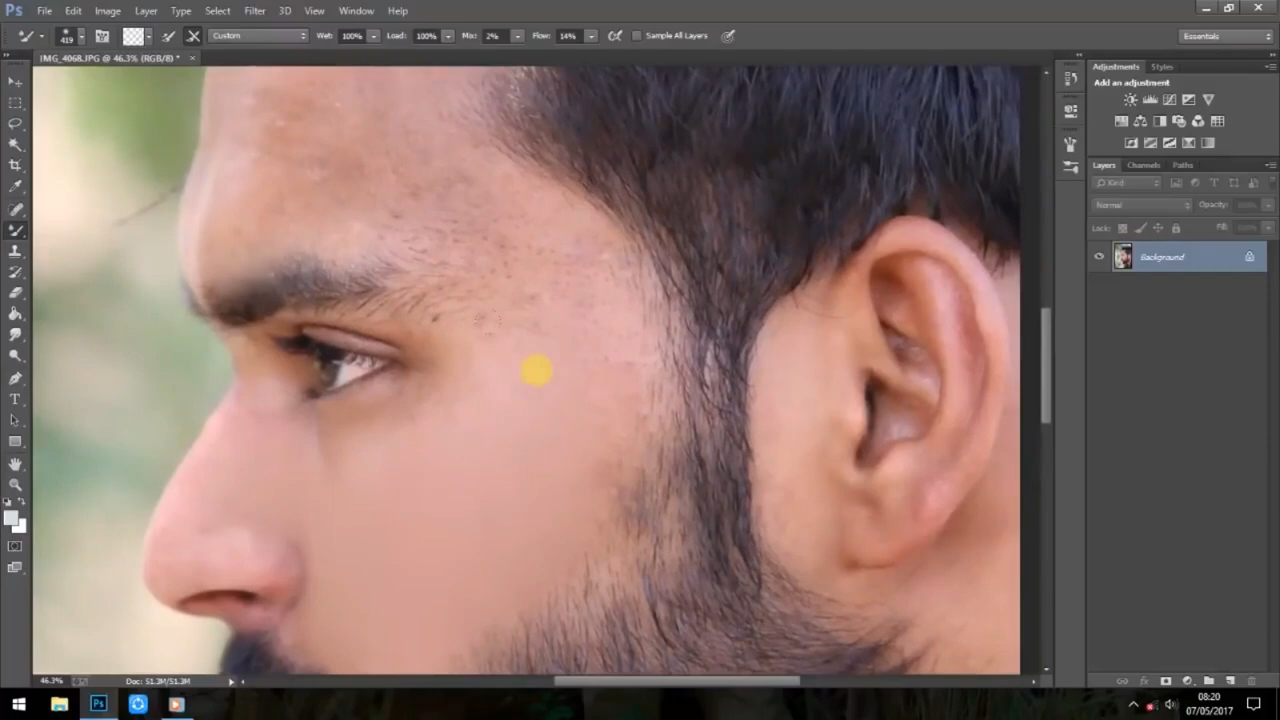 Ps File Edit Image Layer Type Select Filter 3D View Window Help
419 Custom Wet: 100% Load: 100% Mix: 2% Flow: 14% Sample All Layers Essentials
IMG_4068.JPG @ 46.3% (RGB/8) *
Adjustments Styles
Add an adjustment
Layers Channels Paths
Kind
Normal Opacity:
Lock: Fill:
Background
46.3% Doc: 51.3M/51.3M
Ps
08:20
07/05/2017